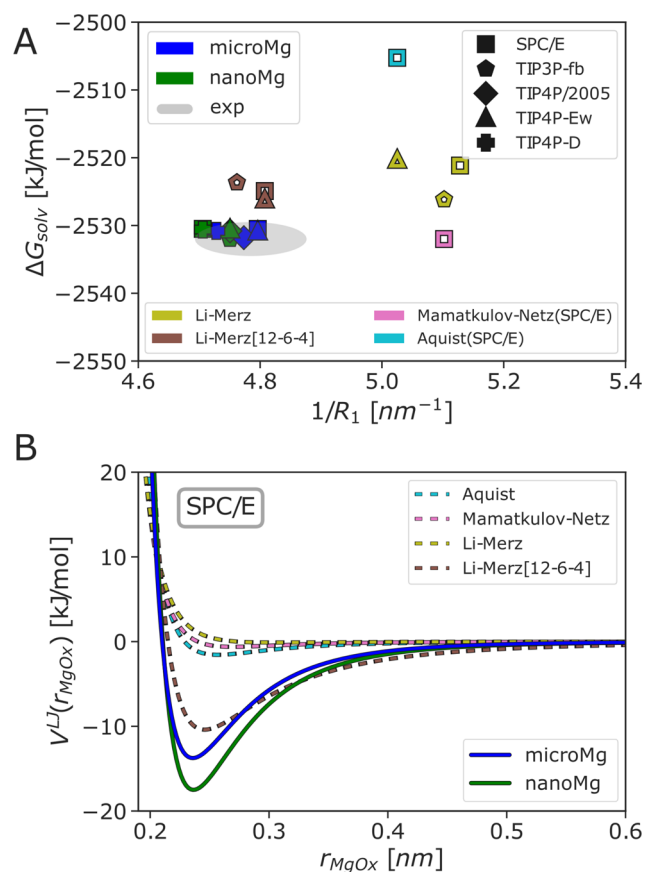 A
−2500
−2510
−2520
−2530
−2540
−2550
ΔG_solv [kJ/mol]
microMg
nanoMg
exp
SPC/E
TIP3P-fb
TIP4P/2005
TIP4P-Ew
TIP4P-D
Li-Merz
Li-Merz[12-6-4]
Mamatkulov-Netz(SPC/E)
Aquist(SPC/E)
4.6 4.8 5.0 5.2 5.4
1/R₁ [nm⁻¹]
B
20
10
0
−10
−20
V^LJ(r_MgOx) [kJ/mol]
SPC/E
Aquist
Mamatkulov-Netz
Li-Merz
Li-Merz[12-6-4]
microMg
nanoMg
0.2 0.3 0.4 0.5 0.6
r_MgOx [nm]